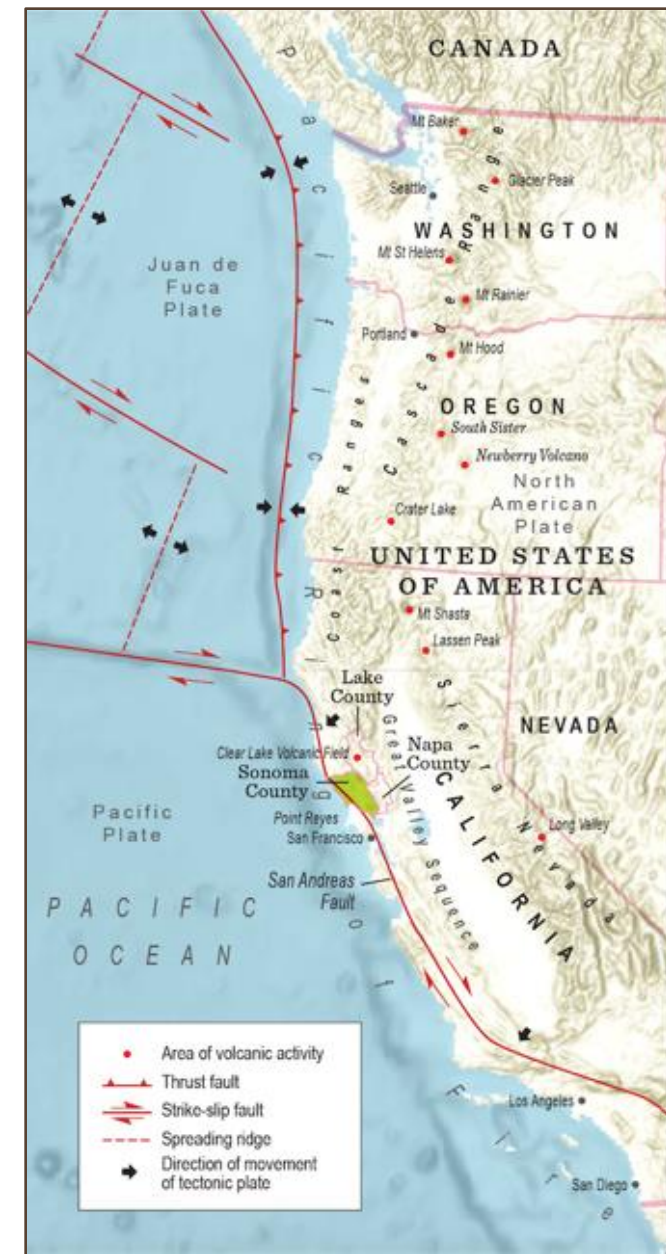 CANADA
Mt Baker
Glacier Peak
Seattle
WASHINGTON
Cascade Range
Juan de
Fuca
Plate
Mt St Helens
Mt Rainier
Portland
Mt Hood
OREGON
South Sister
Newberry Volcano
North
American
Plate
Coast Ranges
Crater Lake
UNITED STATES
OF AMERICA
Mt Shasta
Lassen Peak
Lake
County
NEVADA
Clear Lake Volcanic Field
Napa
County
Sonoma
County
Sierra Nevada
Great Valley Sequence
CALIFORNIA
Pacific
Plate
Point Reyes
San Francisco
Long Valley
San Andreas
Fault
PACIFIC
OCEAN
Pacific Ring of Fire
Los Angeles
San Diego
Area of volcanic activity
Thrust fault
Strike-slip fault
Spreading ridge
Direction of movement
of tectonic plate